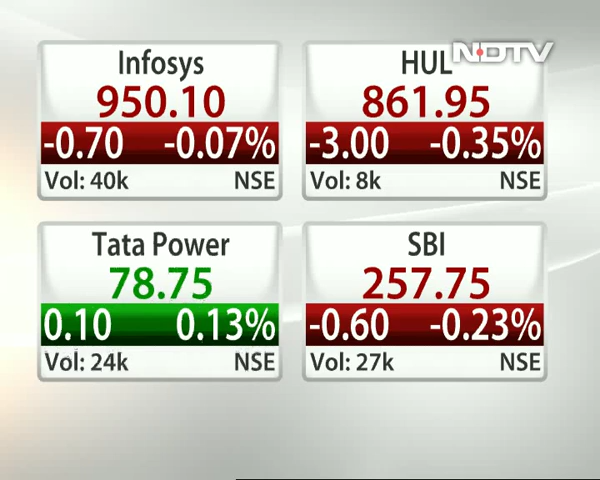 NDTV
Infosys
950.10
-0.70 -0.07%
Vol: 40k NSE
HUL
861.95
-3.00 -0.35%
Vol: 8k NSE
Tata Power
78.75
0.10 0.13%
Vol: 24k NSE
SBI
257.75
-0.60 -0.23%
Vol: 27k NSE